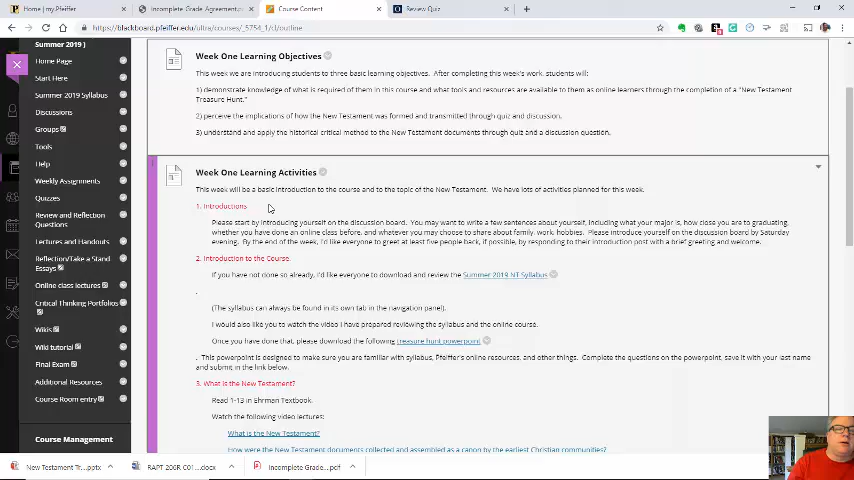 Home | my.Pfeiffer
Incomplete Grade Agreement
Course Content
Review Quiz
https://blackboard.pfeiffer.edu/ultra/courses/_5754_1/cl/outline
Summer 2019 )
Home Page
Start Here
Summer 2019 Syllabus
Discussions
Groups
Tools
Help
Weekly Assignments
Quizzes
Review and Reflection
Questions
Lectures and Handouts
Reflection/Take a Stand
Essays
Online class lectures
Critical Thinking Portfolios
Wikis
Wiki tutorial
Final Exam
Additional Resources
Course Room entry
Course Management
Week One Learning Objectives
This week we are introducing students to three basic learning objectives. After completing this week's work, students will:
1) demonstrate knowledge of what is required of them in this course and what tools and resources are available to them as online learners through the completion of a "New Testament
Treasure Hunt."
2) perceive the implications of how the New Testament was formed and transmitted through quiz and discussion.
3) understand and apply the historical critical method to the New Testament documents through quiz and a discussion question.
Week One Learning Activities
This week will be a basic introduction to the course and to the topic of the New Testament. We have lots of activities planned for this week.
1. Introductions
Please start by introducing yourself on the discussion board. You may want to write a few sentences about yourself, including what your major is, how close you are to graduating,
whether you have done an online class before, and whatever you may choose to share about family, work, hobbies. Please introduce yourself on the discussion board by Saturday
evening. By the end of the week, I'd like everyone to greet at least five people back, if possible, by responding to their introduction post with a brief greeting and welcome.
2. Introduction to the Course.
If you have not done so already, I'd like everyone to download and review the Summer 2019 NT Syllabus
.
(The syllabus can always be found in its own tab in the navigation panel).
I would also like you to watch the video I have prepared reviewing the syllabus and the online course.
Once you have done that, please download the following treasure hunt powerpoint
. This powerpoint is designed to make sure you are familiar with syllabus, Pfeiffer's online resources, and other things. Complete the questions on the powerpoint, save it with your last name
and submit in the link below.
3. What is the New Testament?
Read 1-13 in Ehrman Textbook.
Watch the following video lectures:
What is the New Testament?
How were the New Testament documents collected and assembled as a canon by the earliest Christian communities?
New Testament Tr....pptx
RAPT 200R C01....docx
Incomplete Grade....pdf